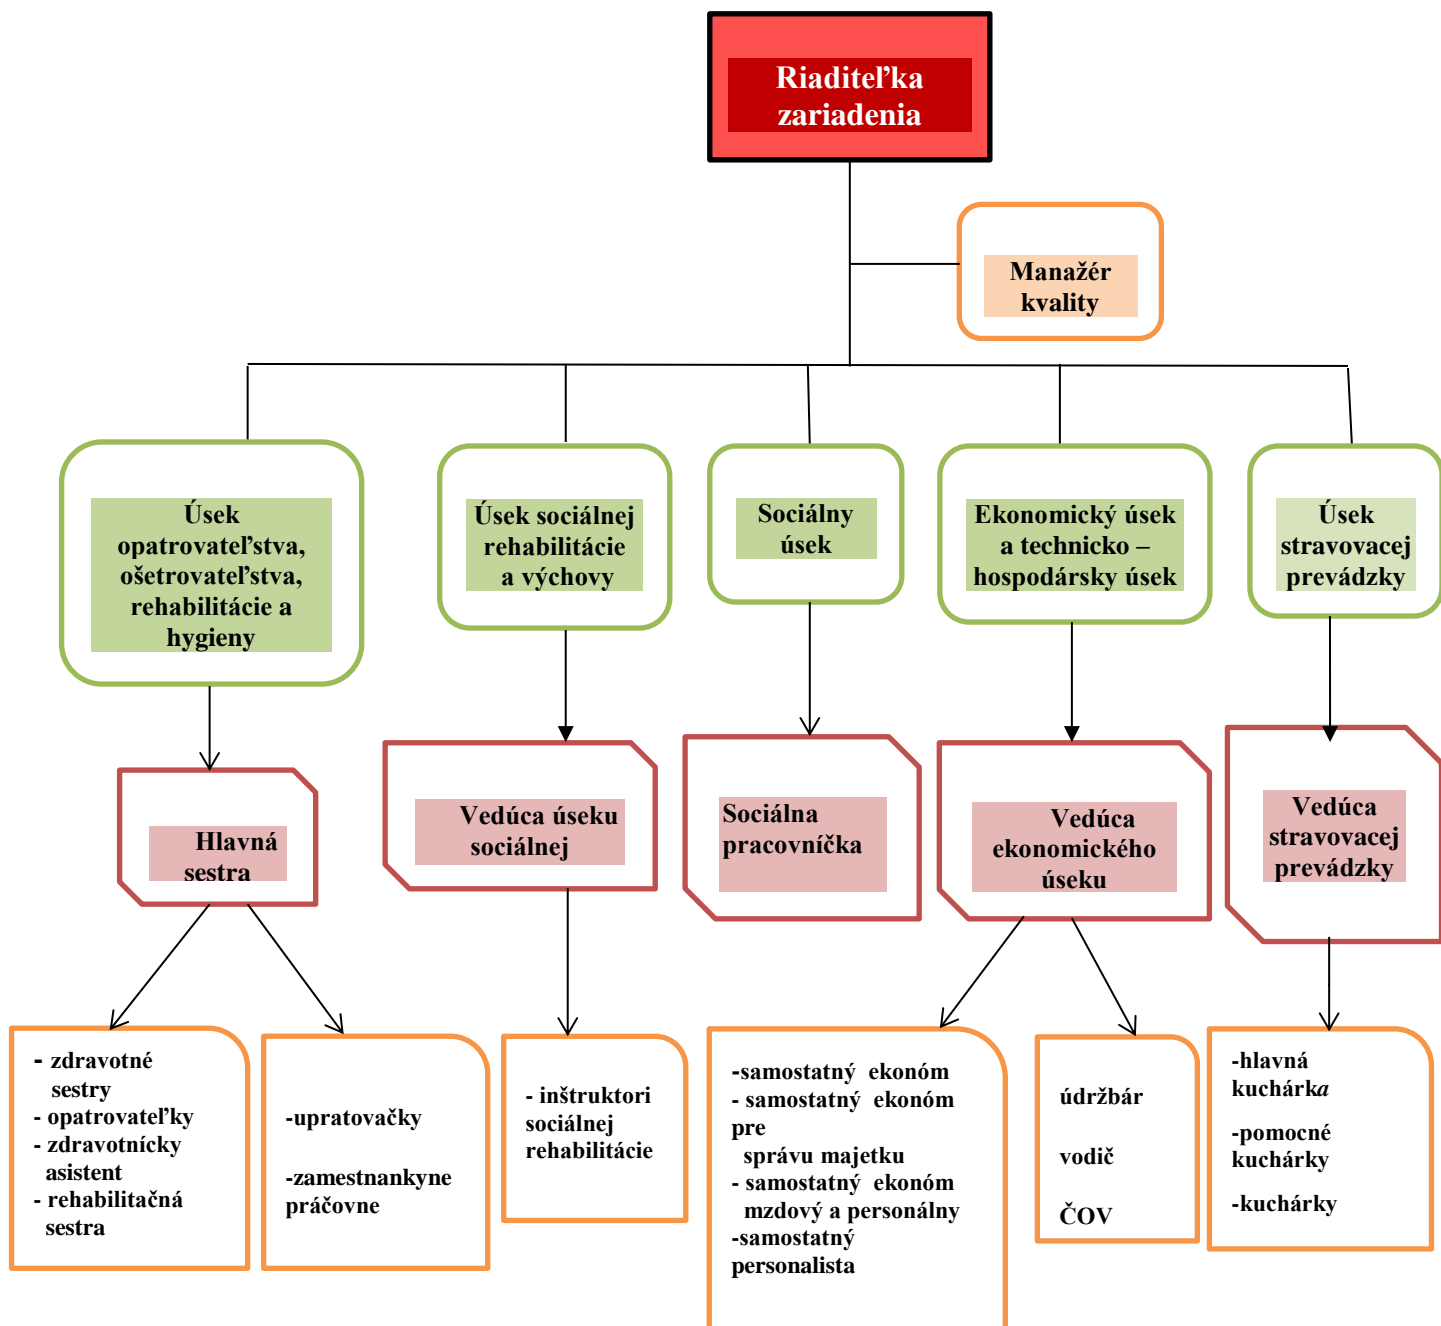 Riaditeľka
zariadenia
Manažér
kvality
Úsek
opatrovateľstva,
ošetrovateľstva,
rehabilitácie a
hygieny
Úsek sociálnej
rehabilitácie
a výchovy
Sociálny
úsek
Ekonomický úsek
a technicko –
hospodársky úsek
Úsek
stravovacej
prevádzky
Hlavná
sestra
Vedúca úseku
sociálnej
Sociálna
pracovníčka
Vedúca
ekonomického
úseku
Vedúca
stravovacej
prevádzky
- zdravotné
sestry
- opatrovateľky
- zdravotnícky
asistent
- rehabilitačná
sestra
-upratovačky
-zamestnankyne
práčovne
- inštruktori
sociálnej
rehabilitácie
-samostatný ekonóm
- samostatný ekonóm
pre
správu majetku
- samostatný ekonóm
mzdový a personálny
-samostatný
personalista
údržbár
vodič
ČOV
-hlavná
kuchárka
-pomocné
kuchárky
-kuchárky